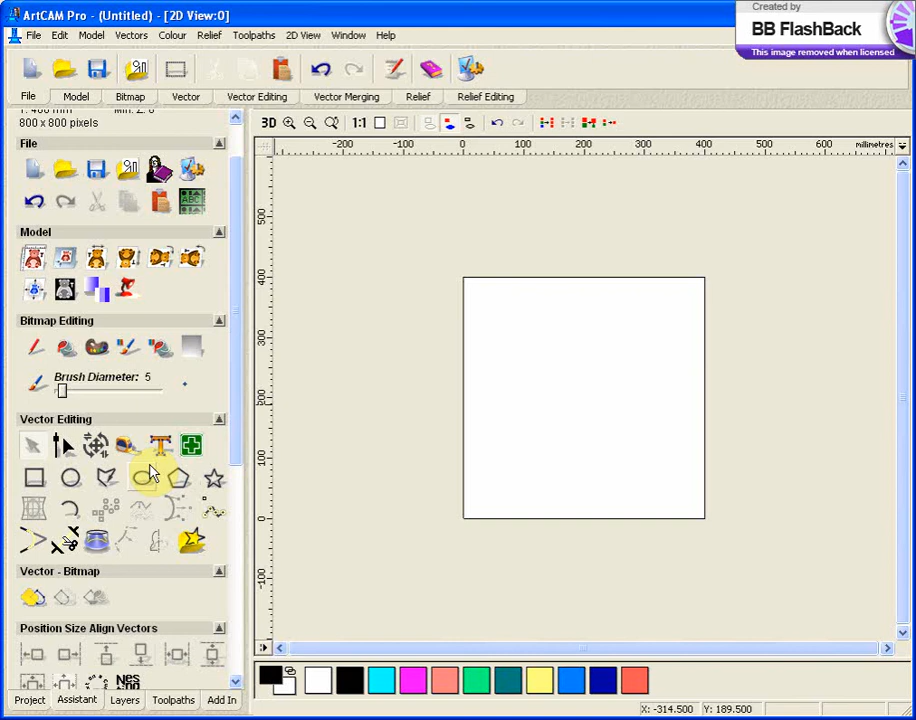 ArtCAM Pro - (Untitled) - [2D View:0]
Created by
BB FlashBack
This image removed when licensed
File Edit Model Vectors Colour Relief Toolpaths 2D View Window Help
File Model Bitmap Vector Vector Editing Vector Merging Relief Relief Editing
800 x 800 pixels
3D 1:1
-200 -100 0 100 200 300 400 500 600 millimetres
File
ABC
Model
Bitmap Editing
Brush Diameter: 5
Vector Editing
500
400
300
200
100
0
-100
Vector - Bitmap
Position Size Align Vectors
Project Assistant Layers Toolpaths Add In
X: -314.500 Y: 189.500